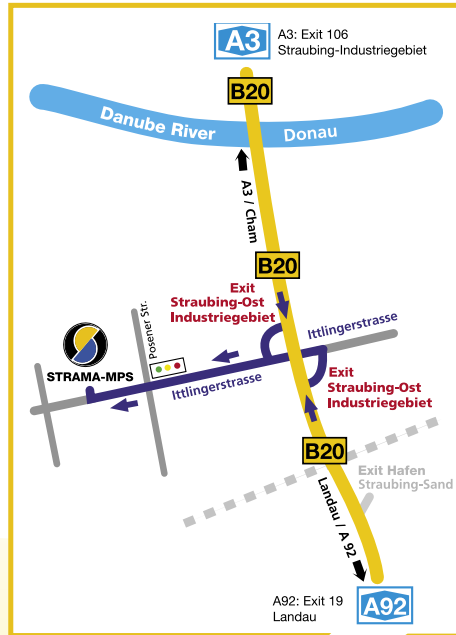 A3
A3: Exit 106
Straubing-Industriegebiet
B20
Danube River
Donau
A3 / Cham
B20
Exit
Straubing-Ost
Industriegebiet
Ittlingerstrasse
Posener Str.
STRAMA-MPS
Ittlingerstrasse
Exit
Straubing-Ost
Industriegebiet
B20
Exit Hafen
Straubing-Sand
Landau / A 92
A92: Exit 19
Landau
A92